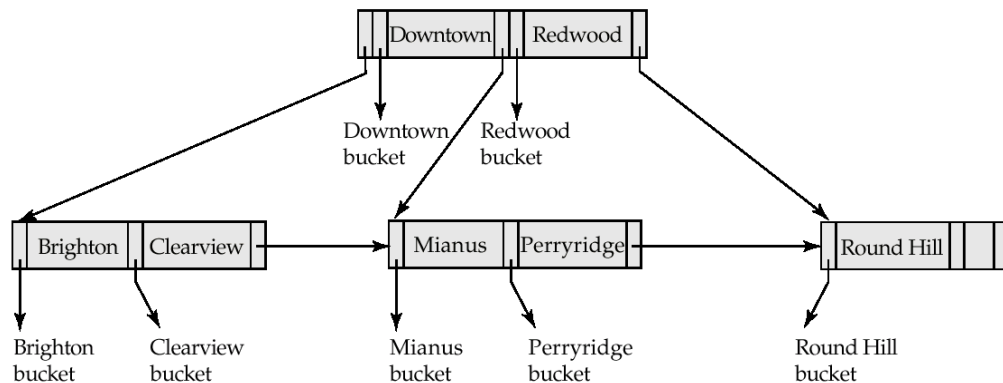 Downtown Redwood
Downtown
bucket
Redwood
bucket
Brighton Clearview
Mianus Perryridge
Round Hill
Brighton
bucket
Clearview
bucket
Mianus
bucket
Perryridge
bucket
Round Hill
bucket